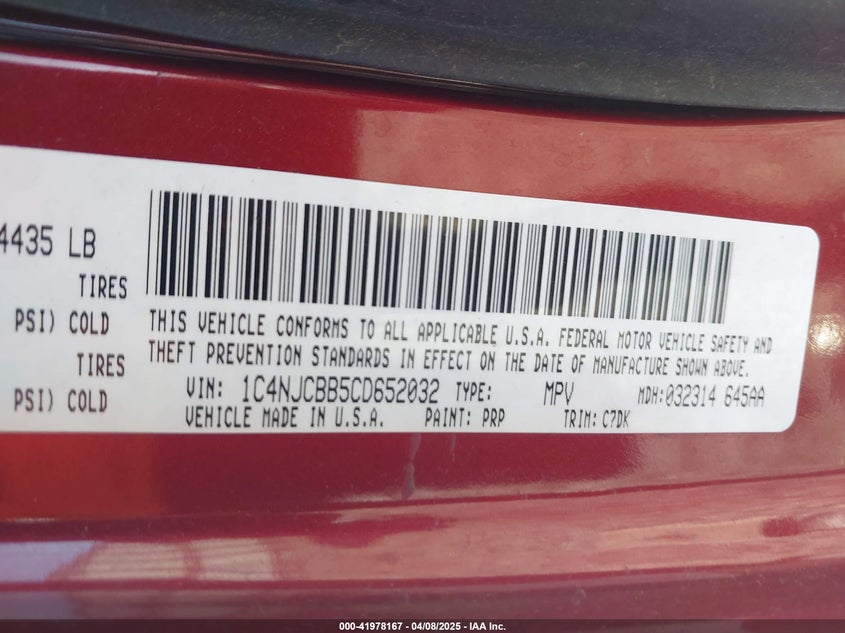 4435 LB
TIRES
PSI) COLD
TIRES
PSI) COLD
THIS VEHICLE CONFORMS TO ALL APPLICABLE U.S.A. FEDERAL MOTOR VEHICLE SAFETY AND
THEFT PREVENTION STANDARDS IN EFFECT ON THE DATE OF MANUFACTURE SHOWN ABOVE.
VIN: 1C4NJCBB5CD652032 TYPE: MPV MDH:032314 645AA
VEHICLE MADE IN U.S.A. PAINT: PRP TRIM: C7DK
000-41978167 - 04/08/2025 - IAA Inc.